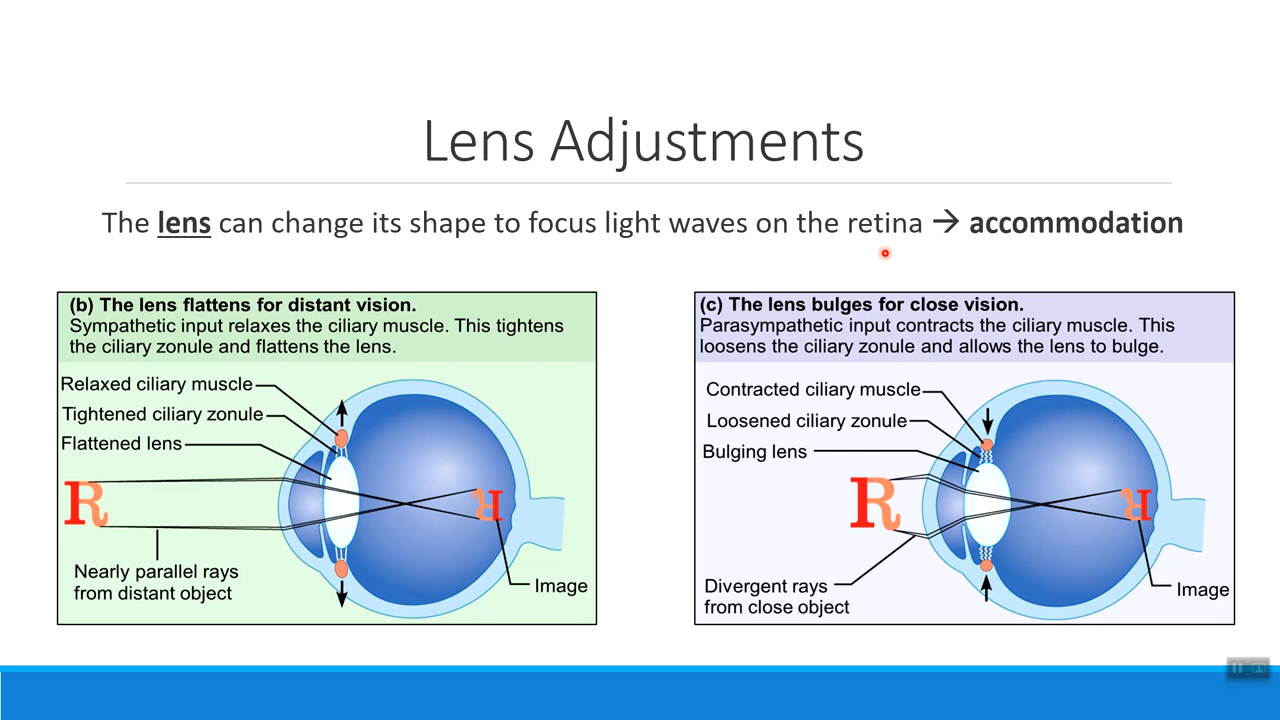 Lens Adjustments
The lens can change its shape to focus light waves on the retina → accommodation
(b) The lens flattens for distant vision.
Sympathetic input relaxes the ciliary muscle. This tightens
the ciliary zonule and flattens the lens.
Relaxed ciliary muscle
Tightened ciliary zonule
Flattened lens
R
R
Nearly parallel rays
from distant object
Image
(c) The lens bulges for close vision.
Parasympathetic input contracts the ciliary muscle. This
loosens the ciliary zonule and allows the lens to bulge.
Contracted ciliary muscle
Loosened ciliary zonule
Bulging lens
R
R
Divergent rays
from close object
Image